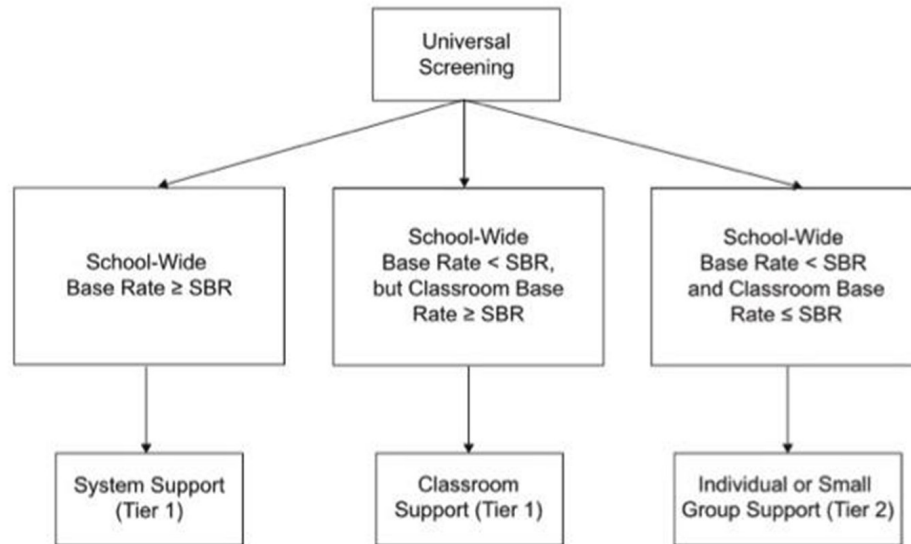 Universal
Screening
School-Wide
Base Rate ≥ SBR
School-Wide
Base Rate < SBR,
but Classroom Base
Rate ≥ SBR
School-Wide
Base Rate < SBR
and Classroom Base
Rate ≤ SBR
System Support
(Tier 1)
Classroom
Support (Tier 1)
Individual or Small
Group Support (Tier 2)